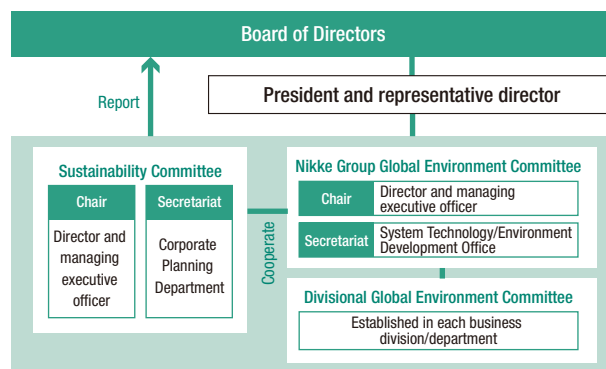 Board of Directors
Report
President and representative director
Sustainability Committee
Chair
Director and
managing
executive
officer
Secretariat
Corporate
Planning
Department
Cooperate
Nikke Group Global Environment Committee
Chair
Director and managing
executive officer
Secretariat
System Technology/Environment
Development Office
Divisional Global Environment Committee
Established in each business
division/department